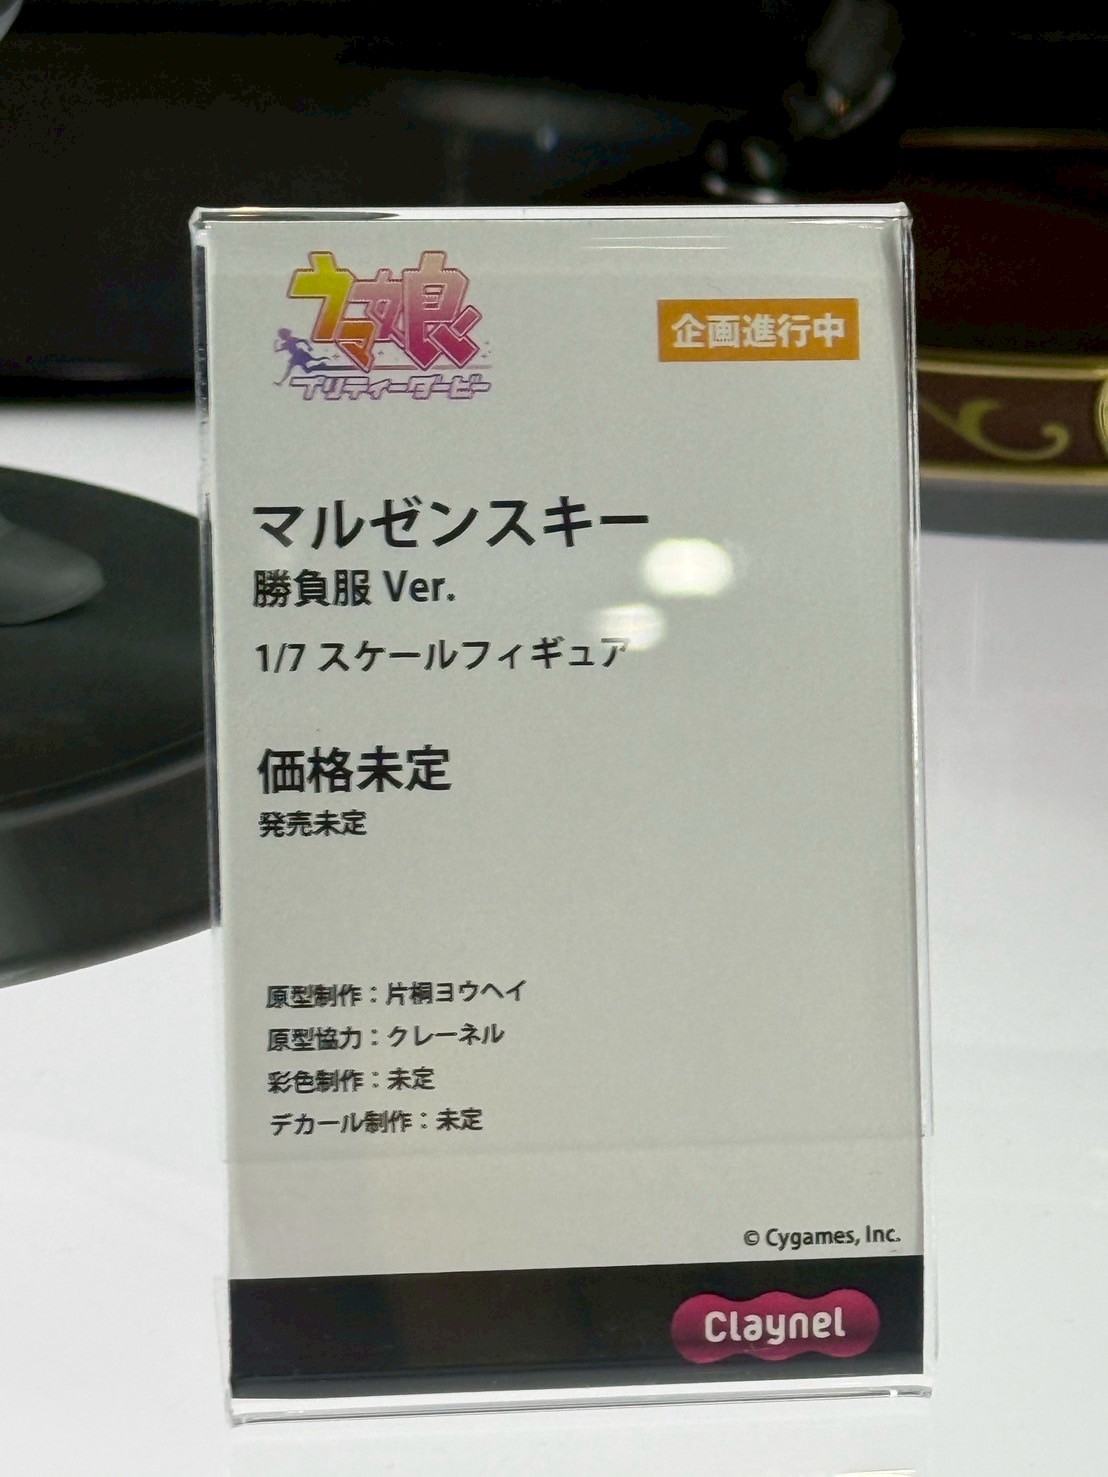 ウマ娘
プリティーダービー
企画進行中
マルゼンスキー
勝負服 Ver.
1/7 スケールフィギュア
価格未定
発売未定
原型制作：片桐ヨウヘイ
原型協力：クレーネル
彩色制作：未定
デカール制作：未定
© Cygames, Inc.
Claynel